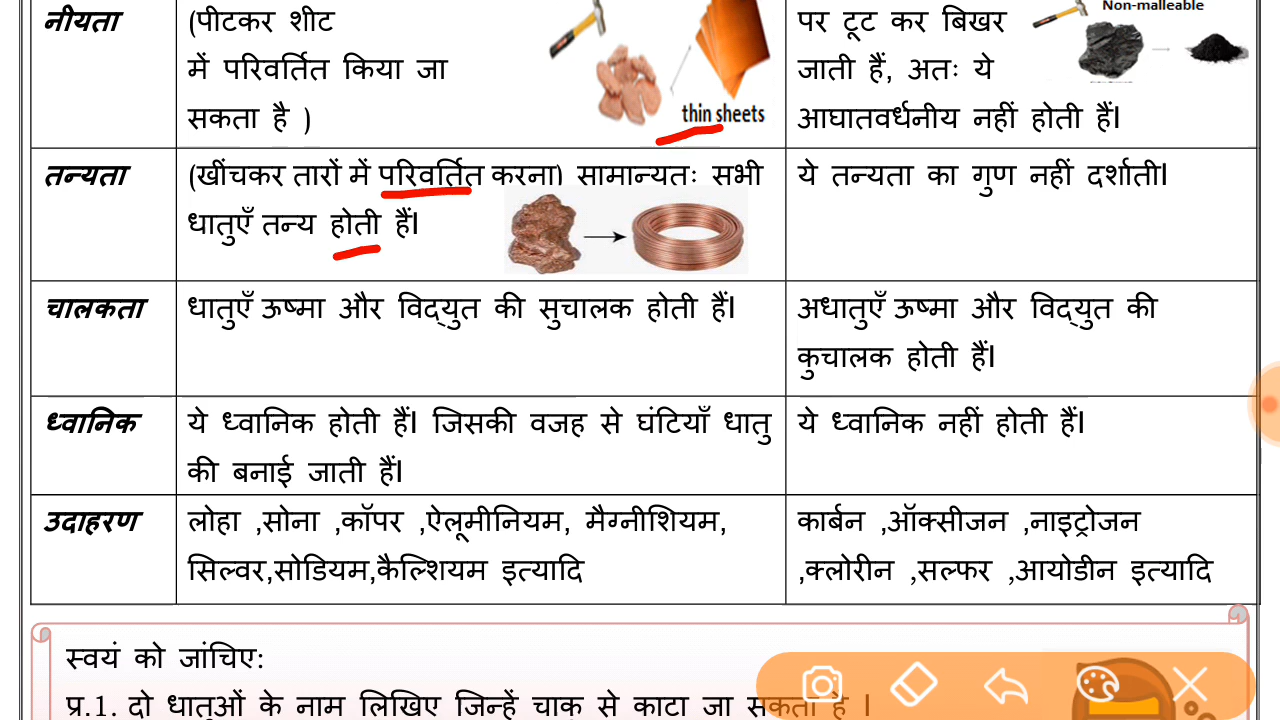 नीयता
(पीटकर शीट
में परिवर्तित किया जा
सकता है )
thin sheets
Non-malleable
पर टूट कर बिखर
जाती हैं, अतः ये
आघातवर्धनीय नहीं होती हैं।
तन्यता
(खींचकर तारों में परिवर्तित करना) सामान्यतः सभी
धातुएँ तन्य होती हैं।
ये तन्यता का गुण नहीं दर्शाती।
चालकता
धातुएँ ऊष्मा और विद्युत की सुचालक होती हैं।
अधातुएँ ऊष्मा और विद्युत की
कुचालक होती हैं।
ध्वानिक
ये ध्वानिक होती हैं। जिसकी वजह से घंटियाँ धातु
की बनाई जाती हैं।
ये ध्वानिक नहीं होती हैं।
उदाहरण
लोहा ,सोना ,कॉपर ,ऐलूमीनियम, मैग्नीशियम,
सिल्वर,सोडियम,कैल्शियम इत्यादि
कार्बन ,ऑक्सीजन ,नाइट्रोजन
,क्लोरीन ,सल्फर ,आयोडीन इत्यादि
स्वयं को जांचिए:
प्र.1. दो धातुओं के नाम लिखिए जिन्हें चाक से काटा जा सकता है ।